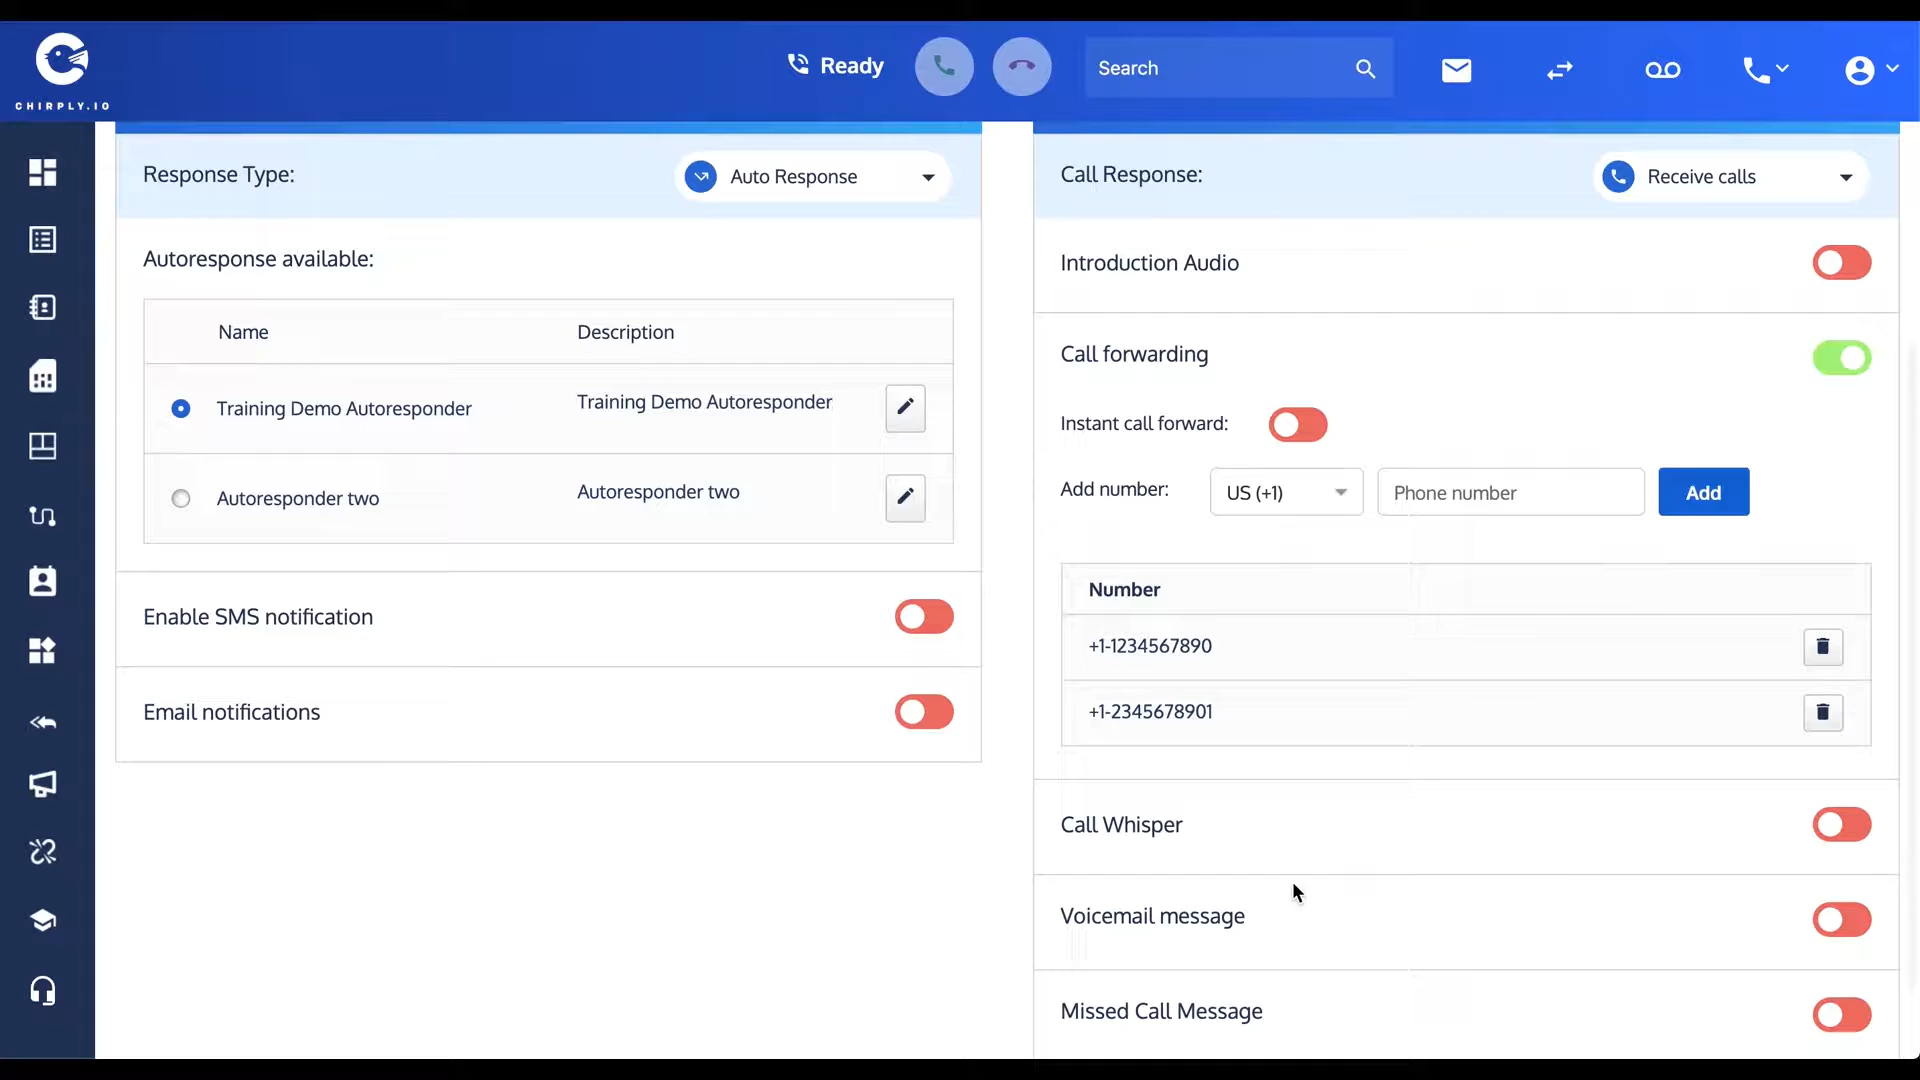 CHIRPLY.IO
Ready
Search
Response Type:
Auto Response
Autoresponse available:
Name Description
Training Demo Autoresponder Training Demo Autoresponder
Autoresponder two Autoresponder two
Enable SMS notification
Email notifications
Call Response:
Receive calls
Introduction Audio
Call forwarding
Instant call forward:
Add number: US (+1) Phone number Add
Number
+1-1234567890
+1-2345678901
Call Whisper
Voicemail message
Missed Call Message